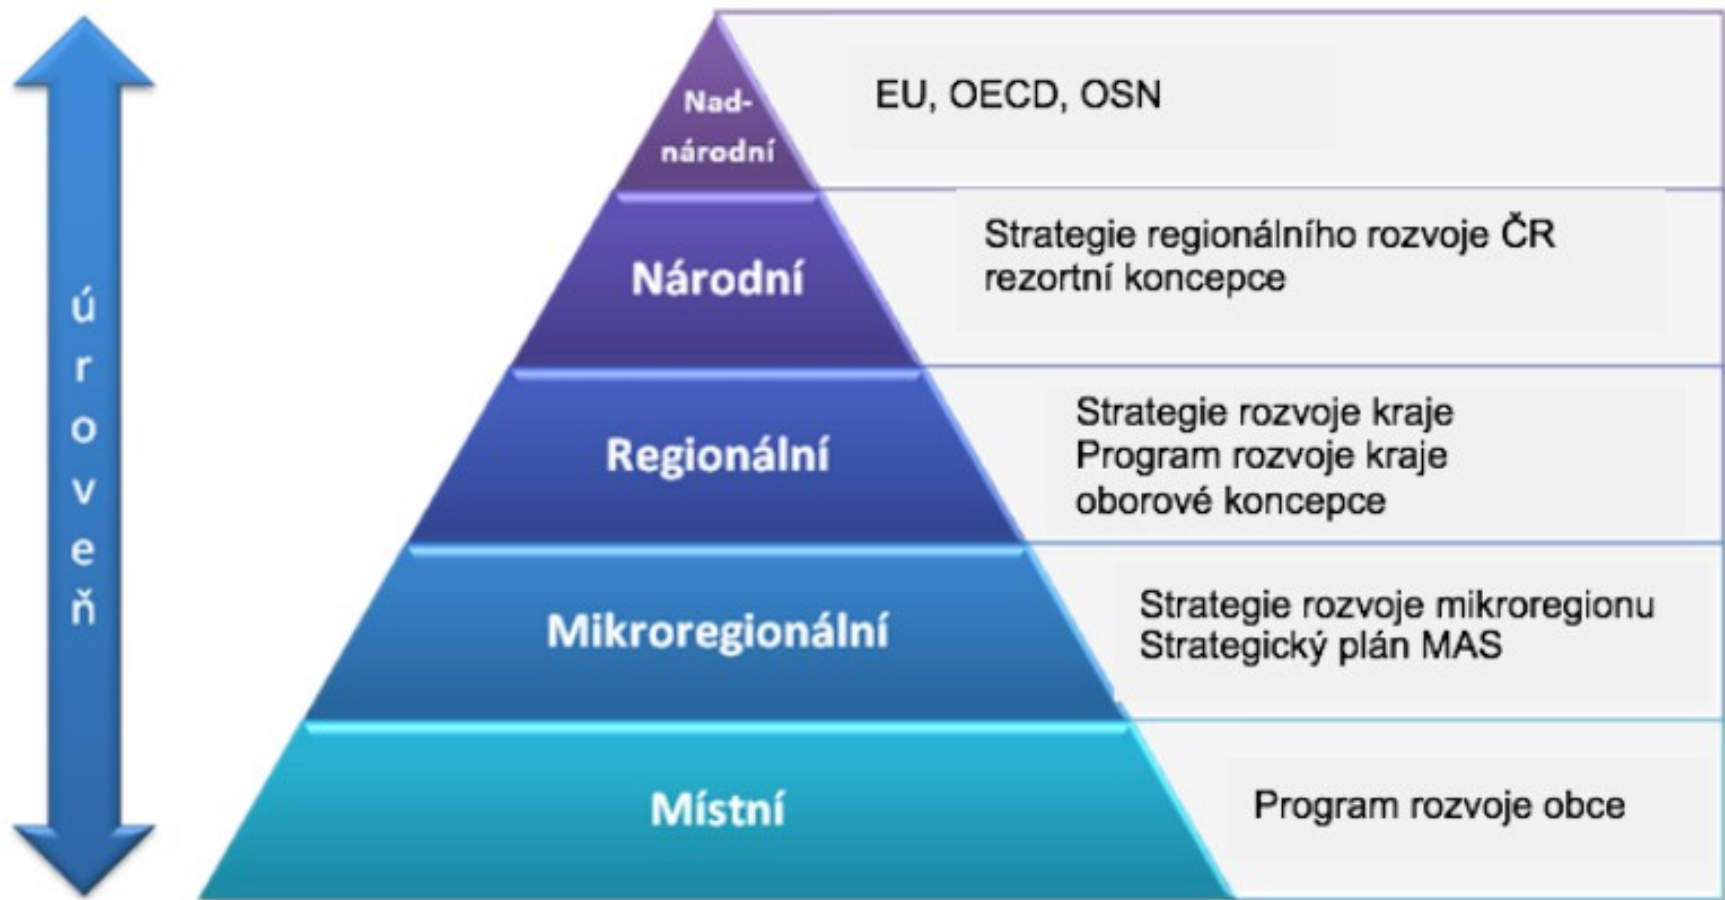 úroveň
Nad-
národní
EU, OECD, OSN
Národní
Strategie regionálního rozvoje ČR
rezortní koncepce
Regionální
Strategie rozvoje kraje
Program rozvoje kraje
oborové koncepce
Mikroregionální
Strategie rozvoje mikroregionu
Strategický plán MAS
Místní
Program rozvoje obce